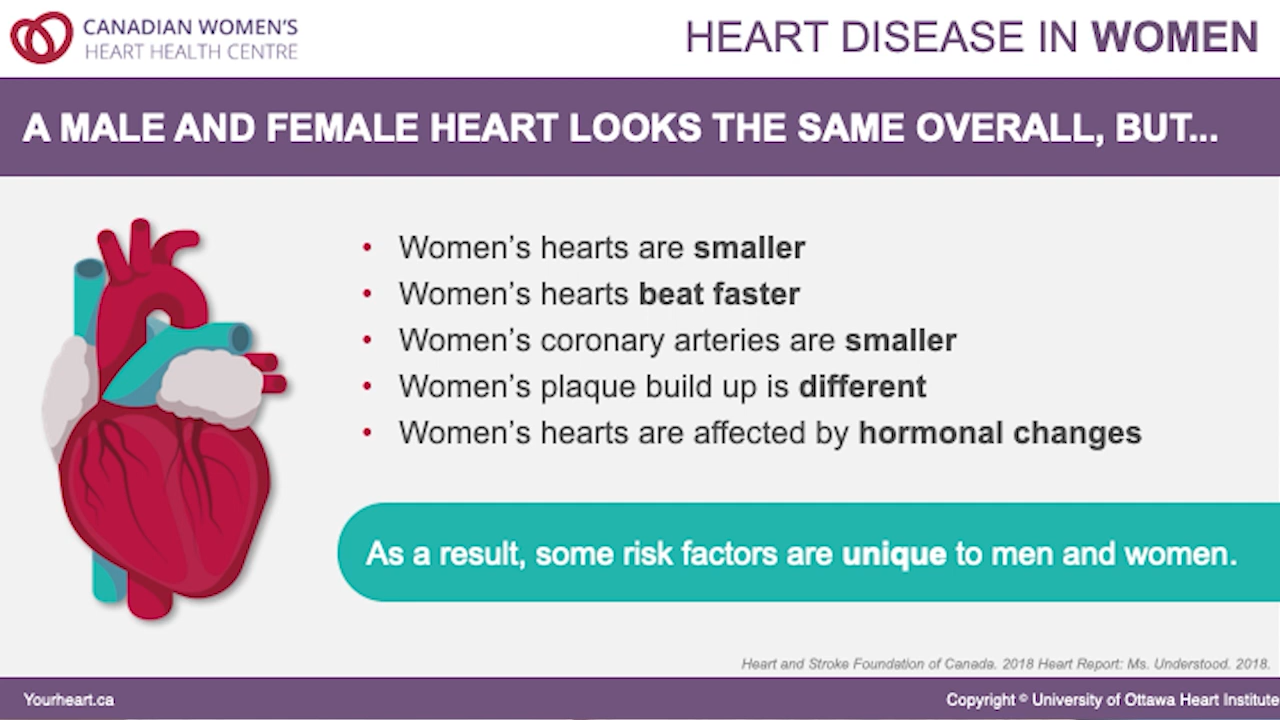 CANADIAN WOMEN'S
HEART HEALTH CENTRE
HEART DISEASE IN WOMEN
A MALE AND FEMALE HEART LOOKS THE SAME OVERALL, BUT...
• Women's hearts are smaller
• Women's hearts beat faster
• Women's coronary arteries are smaller
• Women's plaque build up is different
• Women's hearts are affected by hormonal changes
As a result, some risk factors are unique to men and women.
Heart and Stroke Foundation of Canada. 2018 Heart Report: Ms. Understood. 2018.
Yourheart.ca
Copyright © University of Ottawa Heart Institute